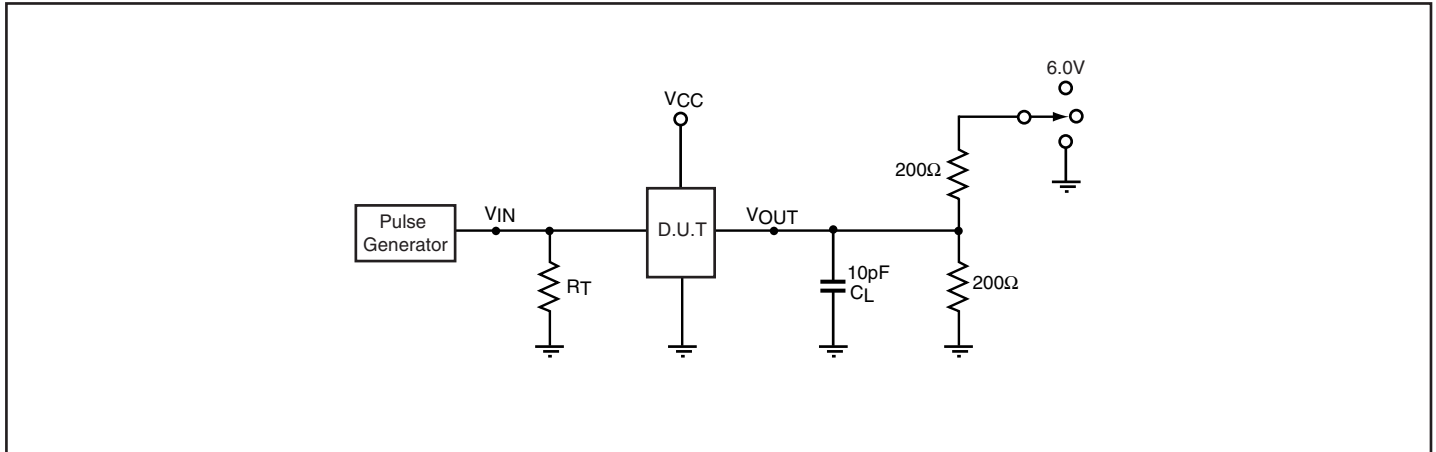 6.0V
VCC
200Ω
Pulse
Generator
VIN
D.U.T
VOUT
RT
10pF
CL
200Ω